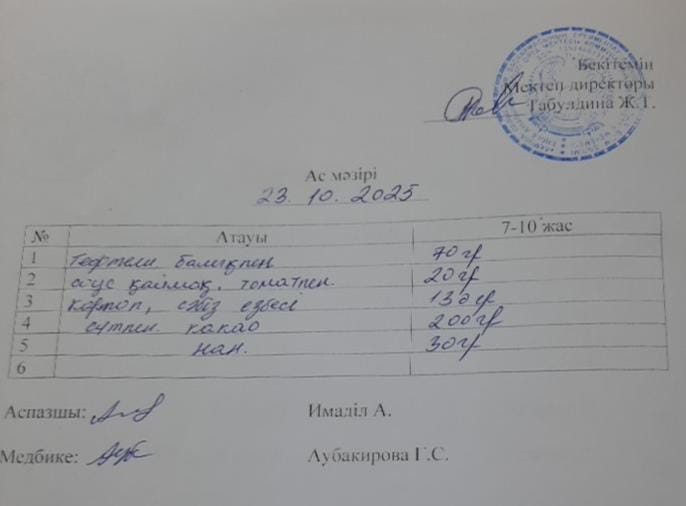 Бекітемін
Мектеп директоры
Габулдина Ж.Т.
Ас мәзірі
23. 10. 2025
№ Атауы 7-10 жас
1 Тефтели балықпен 70 гр
2 соус қаймақ, томатпен. 20 гр
3 картоп, сәбіз езбесі 130 гр
4 сүтпен какао 200 гр
5 нан. 30 гр
6
Аспазшы: Имаділ А.
Медбике: Аубакирова Г.С.